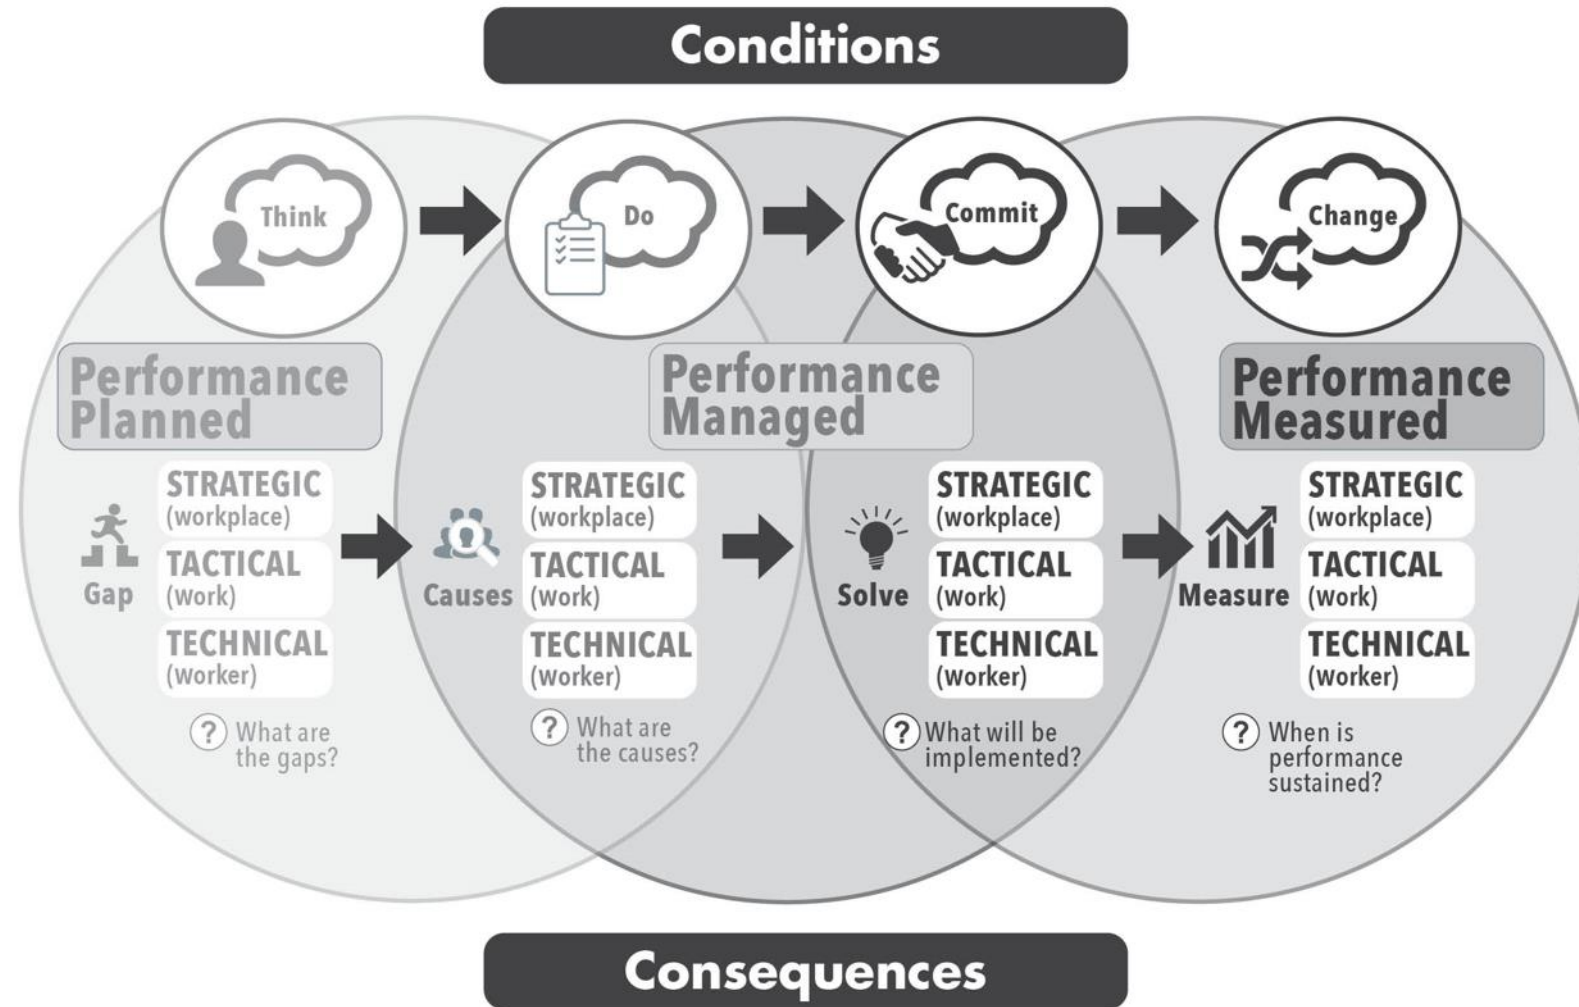 Conditions
Think
Do
Commit
Change
Performance
Planned
Performance
Managed
Performance
Measured
Gap
STRATEGIC
(workplace)
TACTICAL
(work)
TECHNICAL
(worker)
? What are
the gaps?
Causes
STRATEGIC
(workplace)
TACTICAL
(work)
TECHNICAL
(worker)
? What are
the causes?
Solve
STRATEGIC
(workplace)
TACTICAL
(work)
TECHNICAL
(worker)
? What will be
implemented?
Measure
STRATEGIC
(workplace)
TACTICAL
(work)
TECHNICAL
(worker)
? When is
performance
sustained?
Consequences